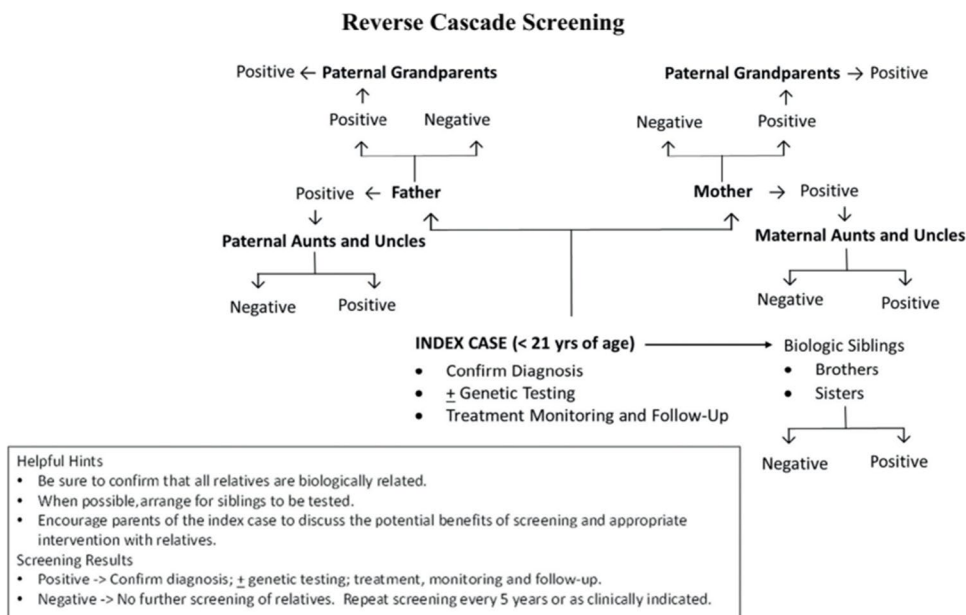 Reverse Cascade Screening
Positive ← Paternal Grandparents
Paternal Grandparents → Positive
Positive
Negative
Negative
Positive
Positive ← Father
Mother → Positive
Paternal Aunts and Uncles
Maternal Aunts and Uncles
Negative
Positive
Negative
Positive
INDEX CASE (< 21 yrs of age)
• Confirm Diagnosis
• ± Genetic Testing
• Treatment Monitoring and Follow-Up
Biologic Siblings
• Brothers
• Sisters
Negative
Positive
Helpful Hints
• Be sure to confirm that all relatives are biologically related.
• When possible, arrange for siblings to be tested.
• Encourage parents of the index case to discuss the potential benefits of screening and appropriate
intervention with relatives.
Screening Results
• Positive -> Confirm diagnosis; ± genetic testing; treatment, monitoring and follow-up.
• Negative -> No further screening of relatives. Repeat screening every 5 years or as clinically indicated.